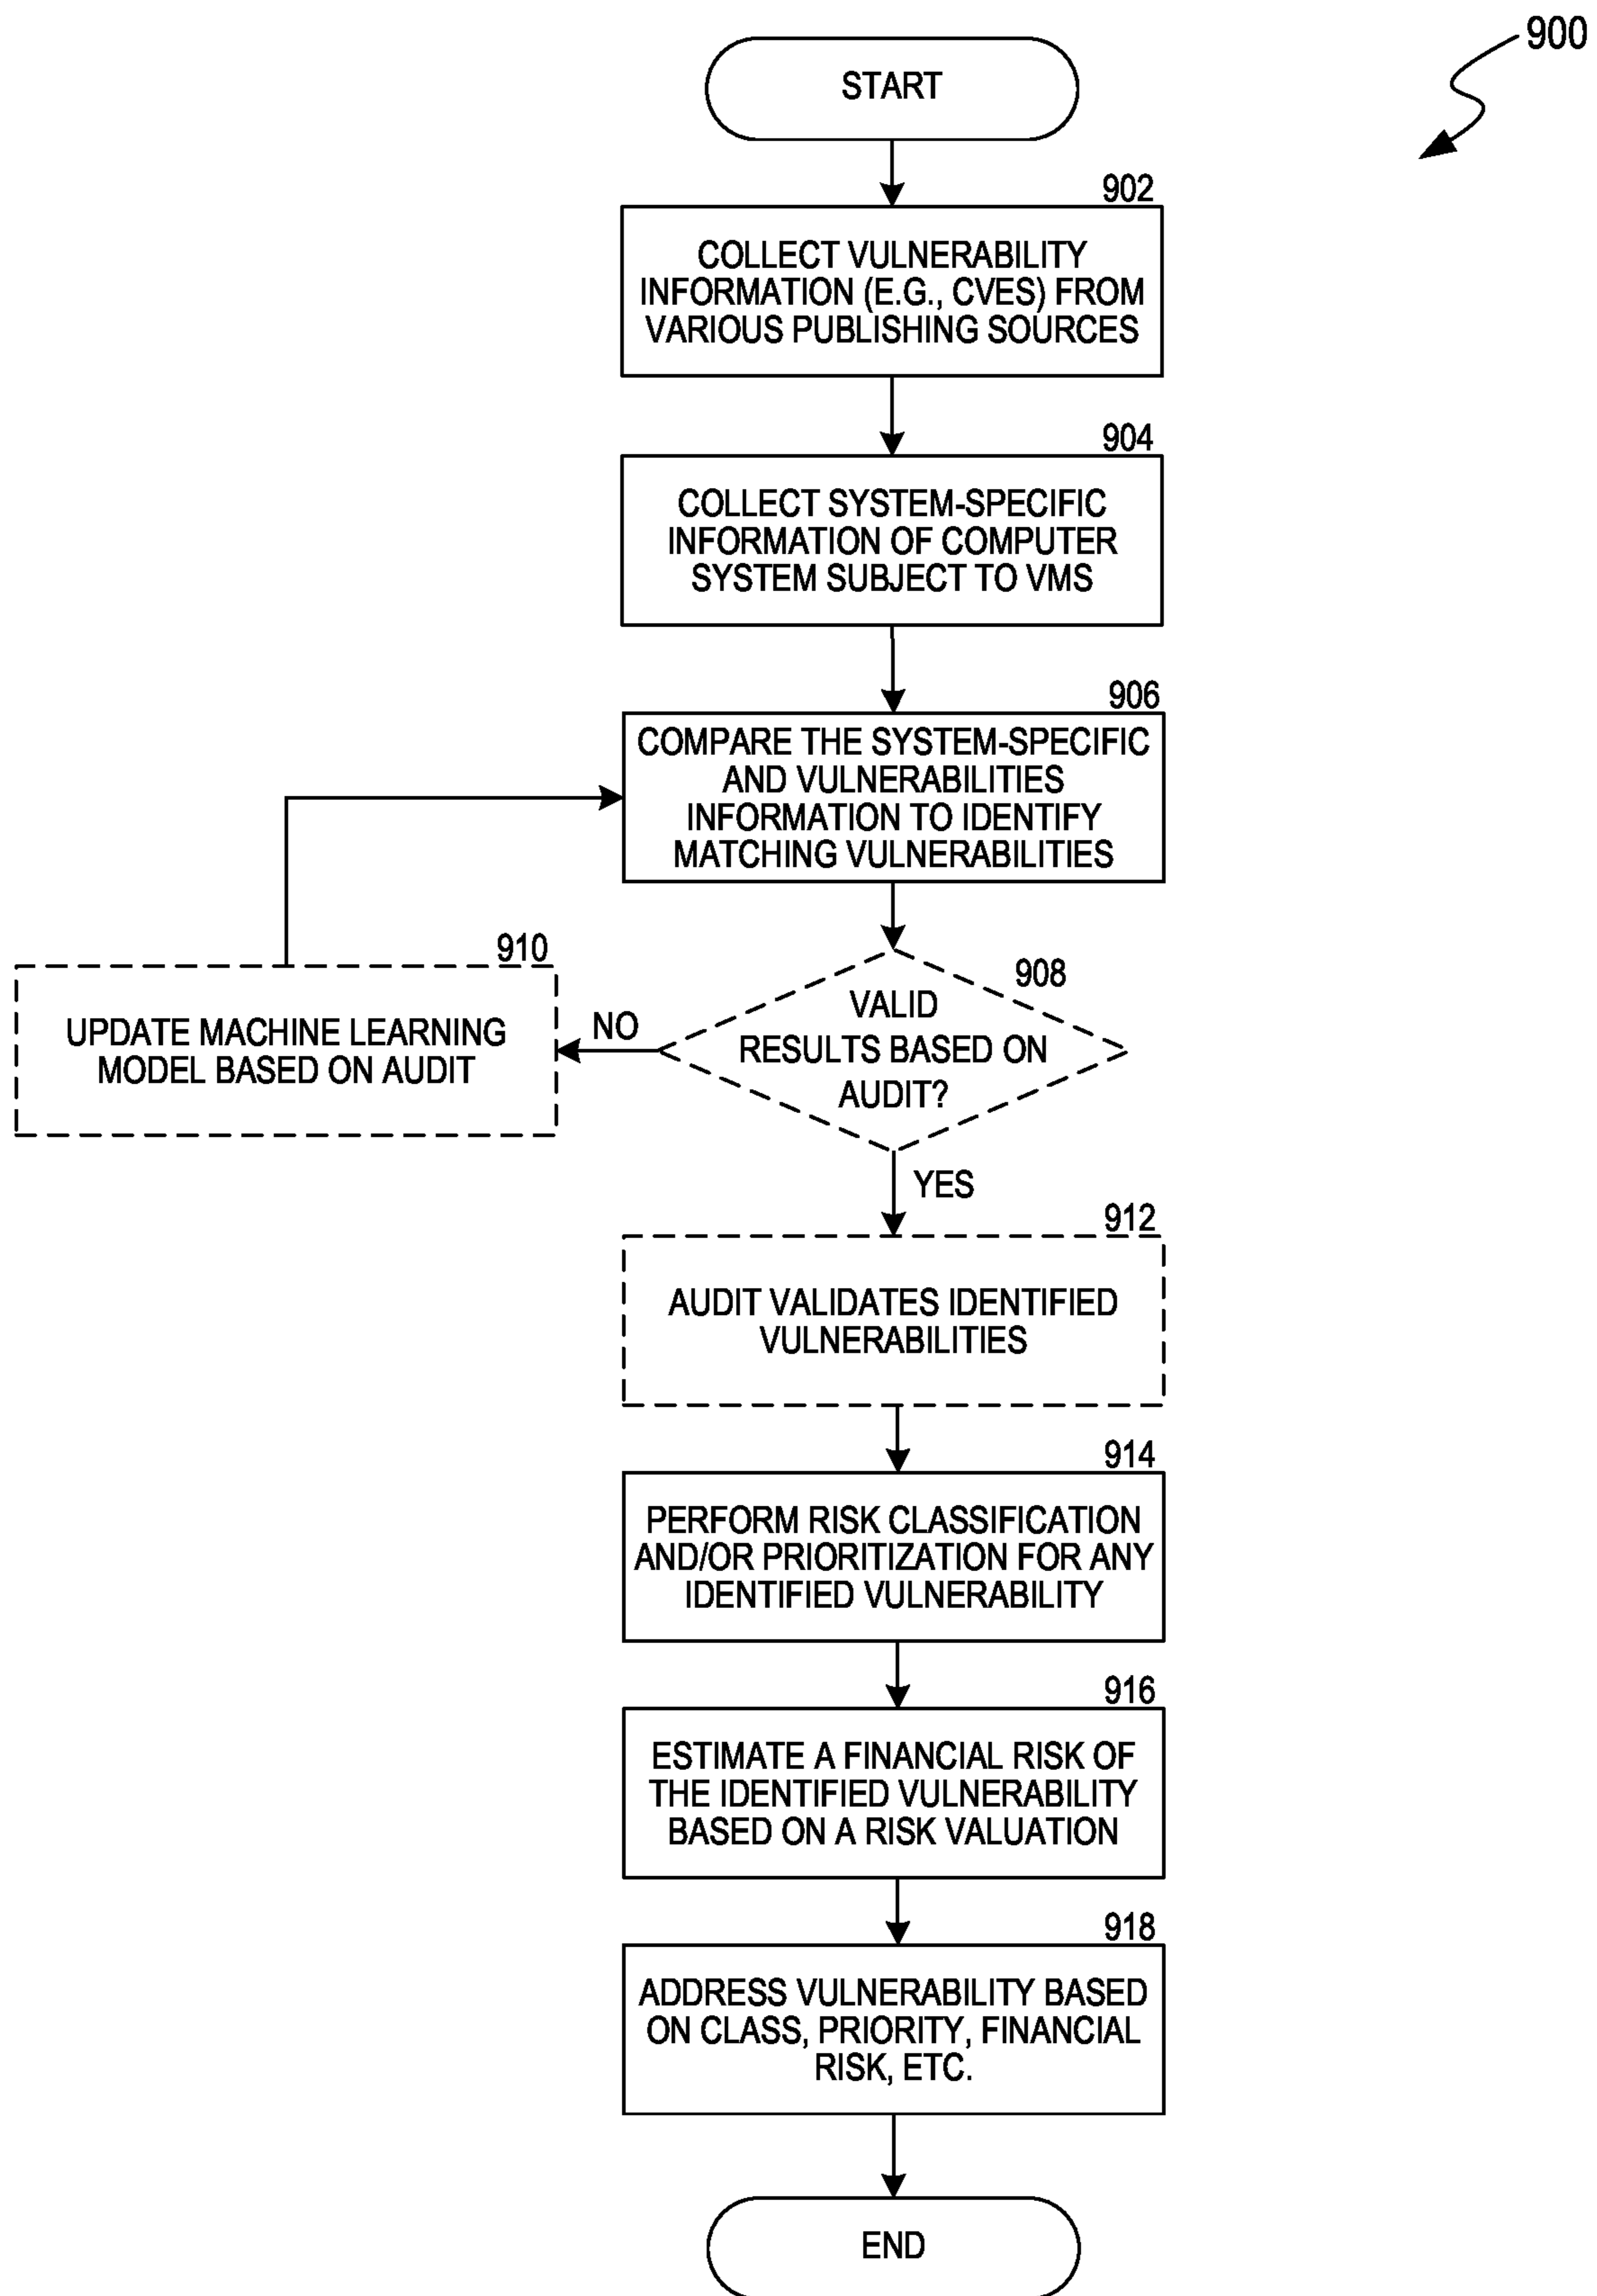 900
START
902
COLLECT VULNERABILITY
INFORMATION (E.G., CVES) FROM
VARIOUS PUBLISHING SOURCES
904
COLLECT SYSTEM-SPECIFIC
INFORMATION OF COMPUTER
SYSTEM SUBJECT TO VMS
906
COMPARE THE SYSTEM-SPECIFIC
AND VULNERABILITIES
INFORMATION TO IDENTIFY
MATCHING VULNERABILITIES
908
VALID
RESULTS BASED ON
AUDIT?
NO
910
UPDATE MACHINE LEARNING
MODEL BASED ON AUDIT
YES
912
AUDIT VALIDATES IDENTIFIED
VULNERABILITIES
914
PERFORM RISK CLASSIFICATION
AND/OR PRIORITIZATION FOR ANY
IDENTIFIED VULNERABILITY
916
ESTIMATE A FINANCIAL RISK OF
THE IDENTIFIED VULNERABILITY
BASED ON A RISK VALUATION
918
ADDRESS VULNERABILITY BASED
ON CLASS, PRIORITY, FINANCIAL
RISK, ETC.
END